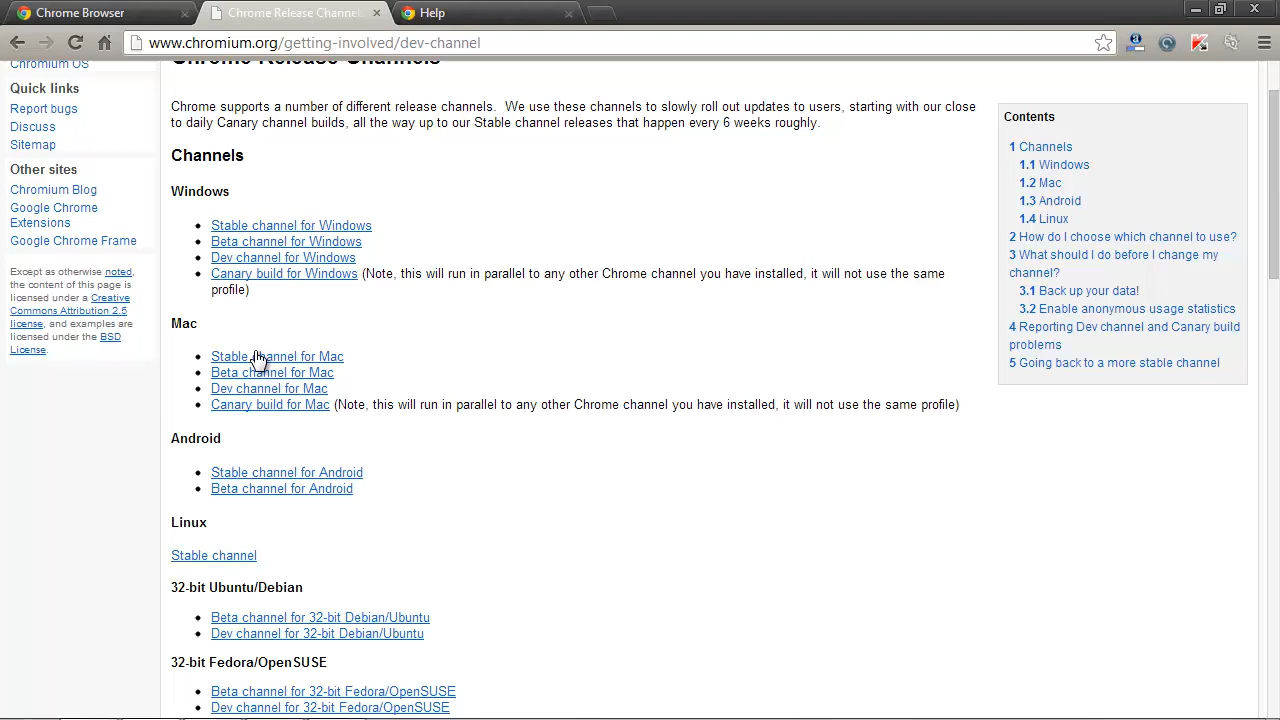 Chrome Browser
Chrome Release Channel
Help
www.chromium.org/getting-involved/dev-channel
Chromium OS
Quick links
Report bugs
Discuss
Sitemap
Other sites
Chromium Blog
Google Chrome
Extensions
Google Chrome Frame
Except as otherwise noted,
the content of this page is
licensed under a Creative
Commons Attribution 2.5
license, and examples are
licensed under the BSD
License.
Chrome Release Channels
Chrome supports a number of different release channels. We use these channels to slowly roll out updates to users, starting with our close
to daily Canary channel builds, all the way up to our Stable channel releases that happen every 6 weeks roughly.
Channels
Windows
Stable channel for Windows
Beta channel for Windows
Dev channel for Windows
Canary build for Windows (Note, this will run in parallel to any other Chrome channel you have installed, it will not use the same
profile)
Mac
Stable channel for Mac
Beta channel for Mac
Dev channel for Mac
Canary build for Mac (Note, this will run in parallel to any other Chrome channel you have installed, it will not use the same profile)
Android
Stable channel for Android
Beta channel for Android
Linux
Stable channel
32-bit Ubuntu/Debian
Beta channel for 32-bit Debian/Ubuntu
Dev channel for 32-bit Debian/Ubuntu
32-bit Fedora/OpenSUSE
Beta channel for 32-bit Fedora/OpenSUSE
Dev channel for 32-bit Fedora/OpenSUSE
Contents
1 Channels
1.1 Windows
1.2 Mac
1.3 Android
1.4 Linux
2 How do I choose which channel to use?
3 What should I do before I change my
channel?
3.1 Back up your data!
3.2 Enable anonymous usage statistics
4 Reporting Dev channel and Canary build
problems
5 Going back to a more stable channel